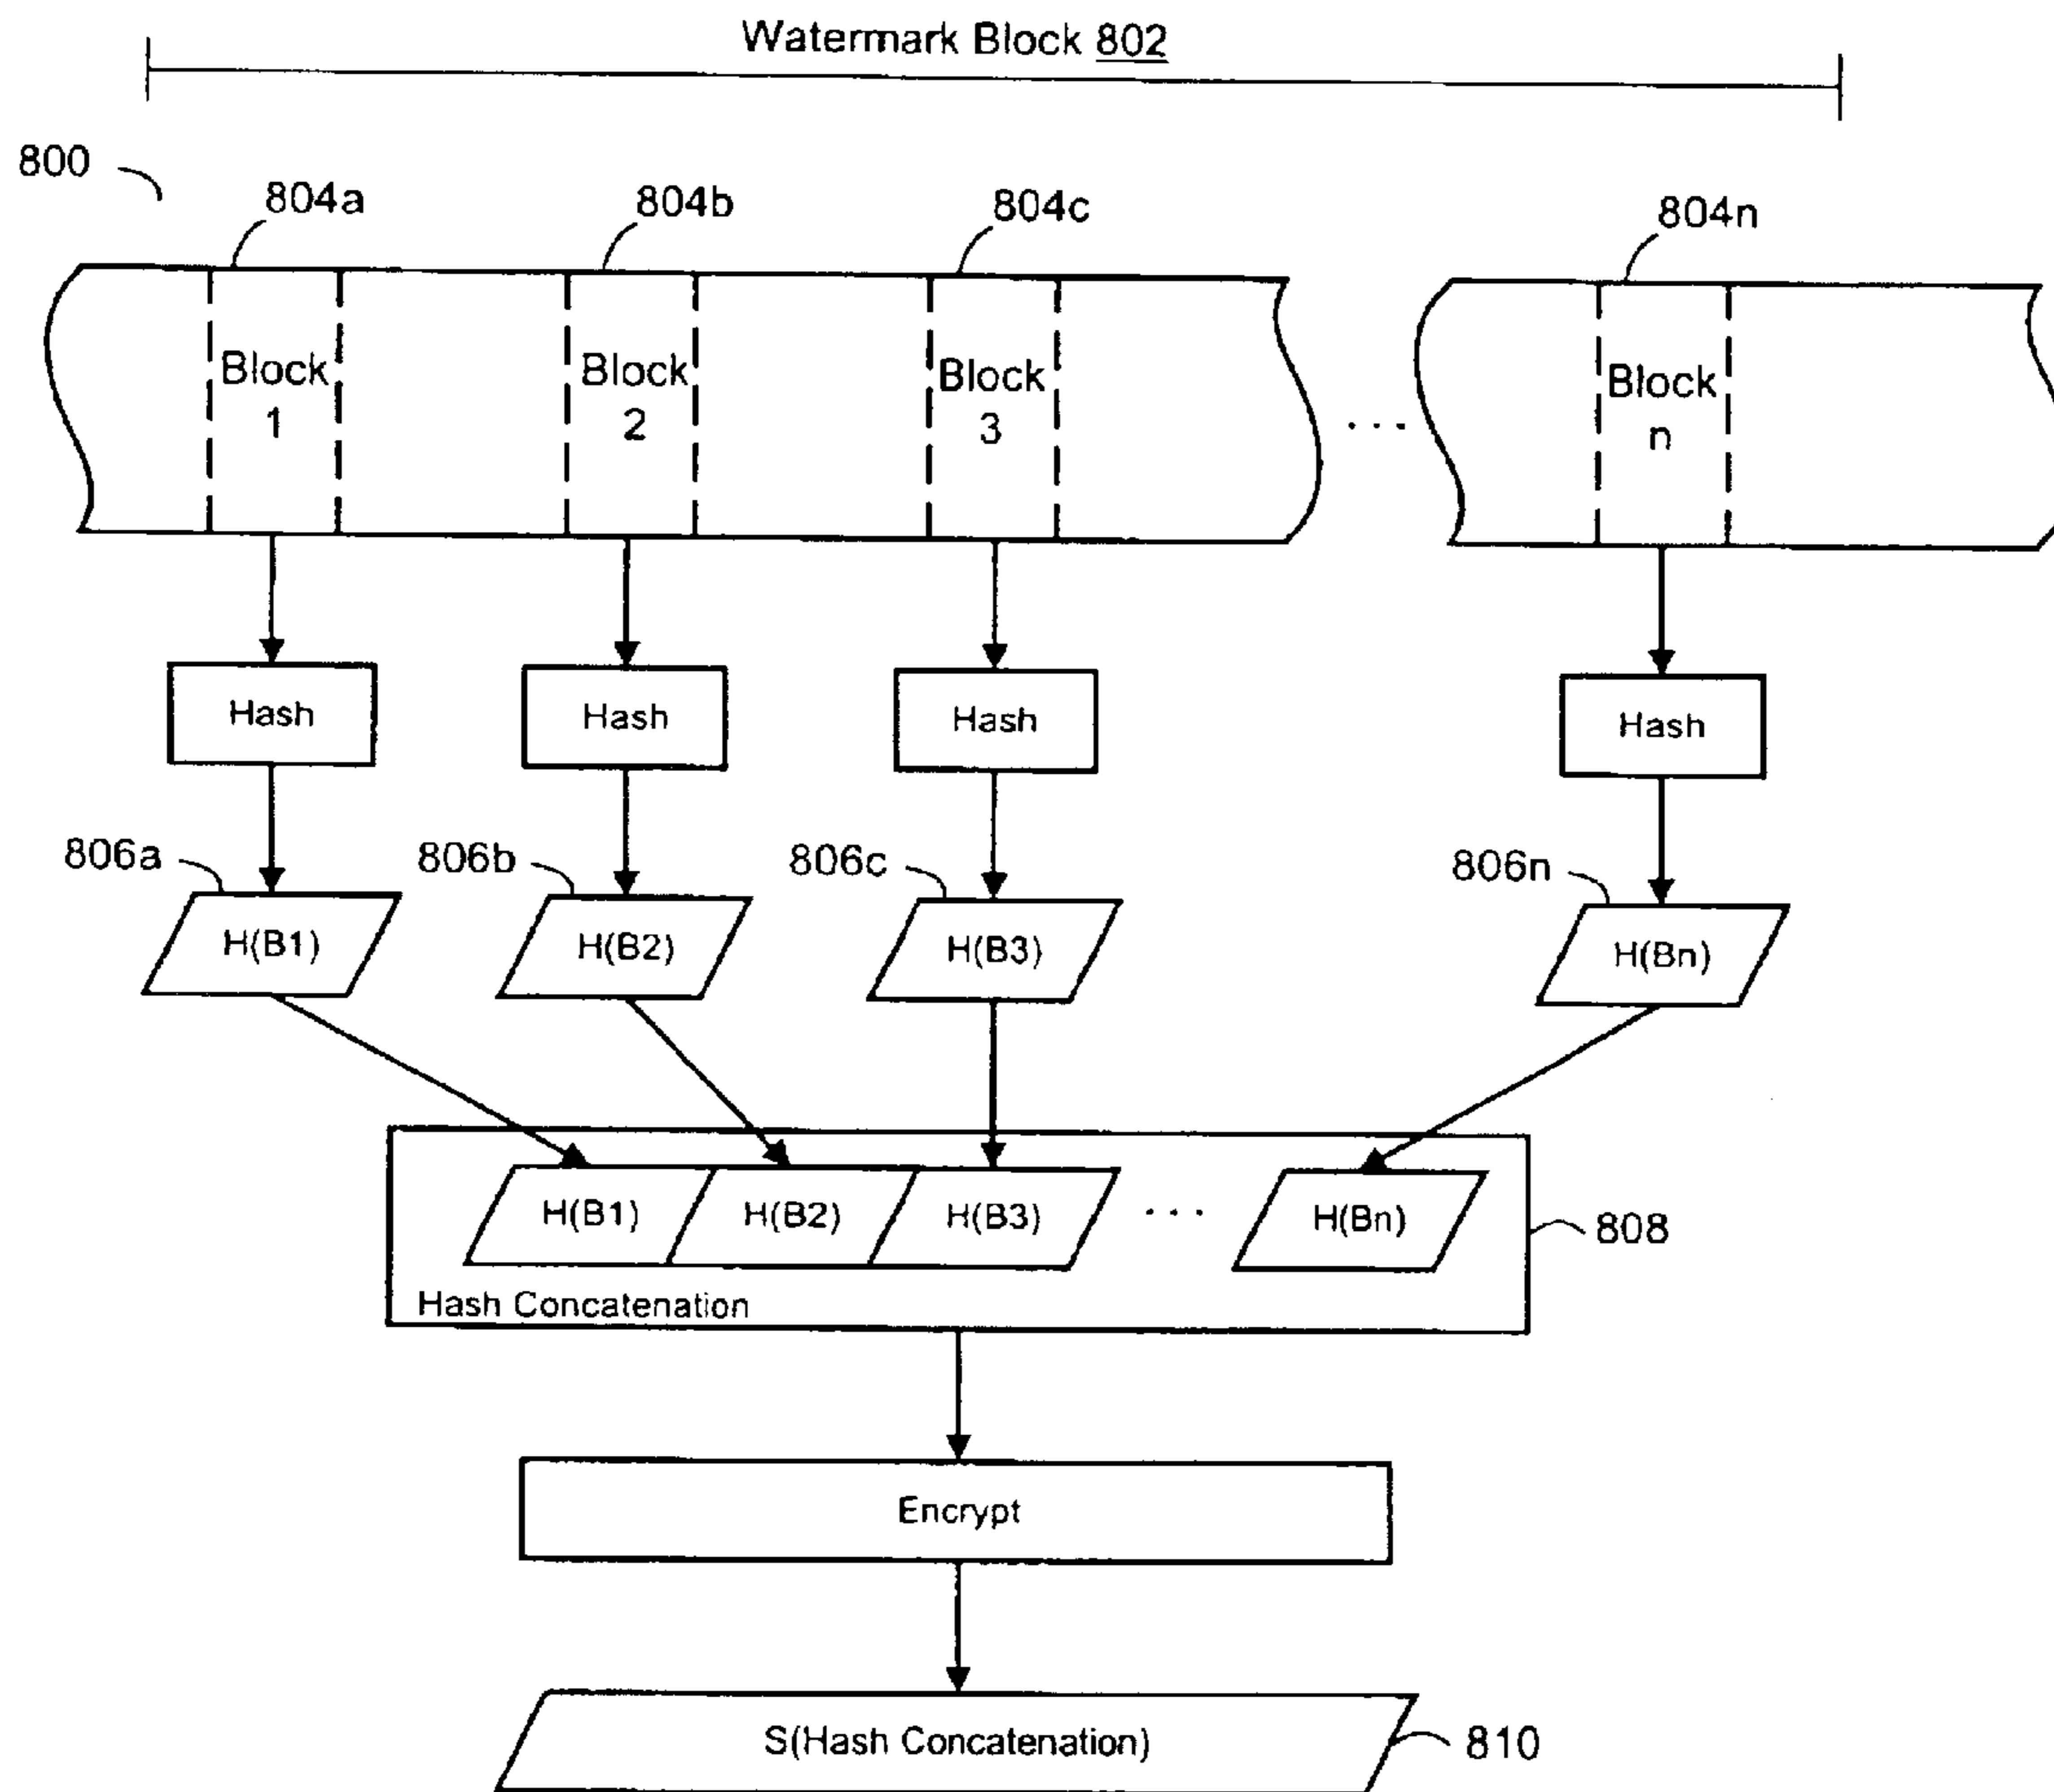 Watermark Block 802
800
804a
804b
804c
804n
Block
1
Block
2
Block
3
. . .
Block
n
Hash
Hash
Hash
Hash
806a
806b
806c
806n
H(B1)
H(B2)
H(B3)
H(Bn)
H(B1)
H(B2)
H(B3)
. . .
H(Bn)
808
Hash Concatenation
Encrypt
S(Hash Concatenation)
810